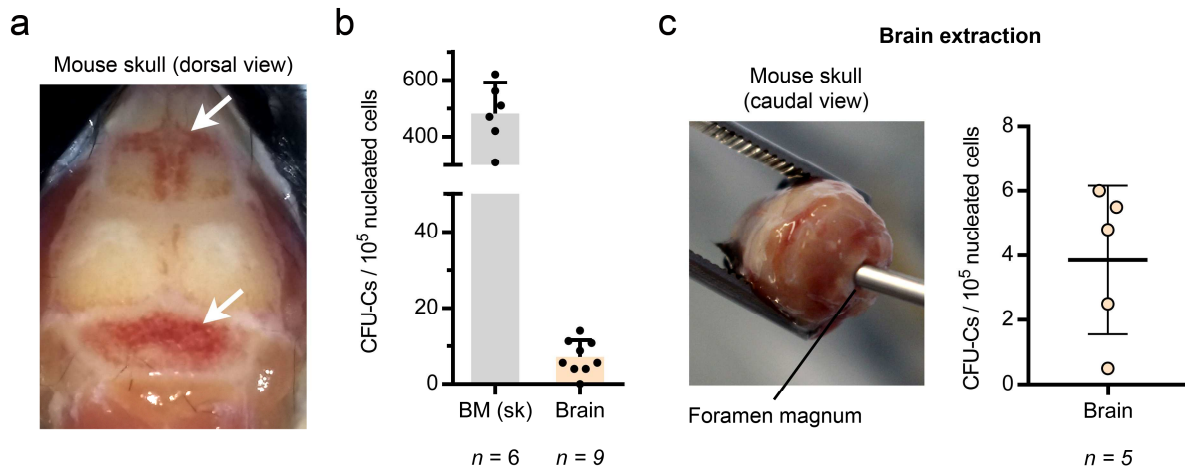 a
Mouse skull (dorsal view)
b
CFU-Cs / 10⁵ nucleated cells
600
400
40
20
0
BM (sk)
Brain
n = 6
n = 9
c
Brain extraction
Mouse skull
(caudal view)
Foramen magnum
CFU-Cs / 10⁵ nucleated cells
8
6
4
2
0
Brain
n = 5